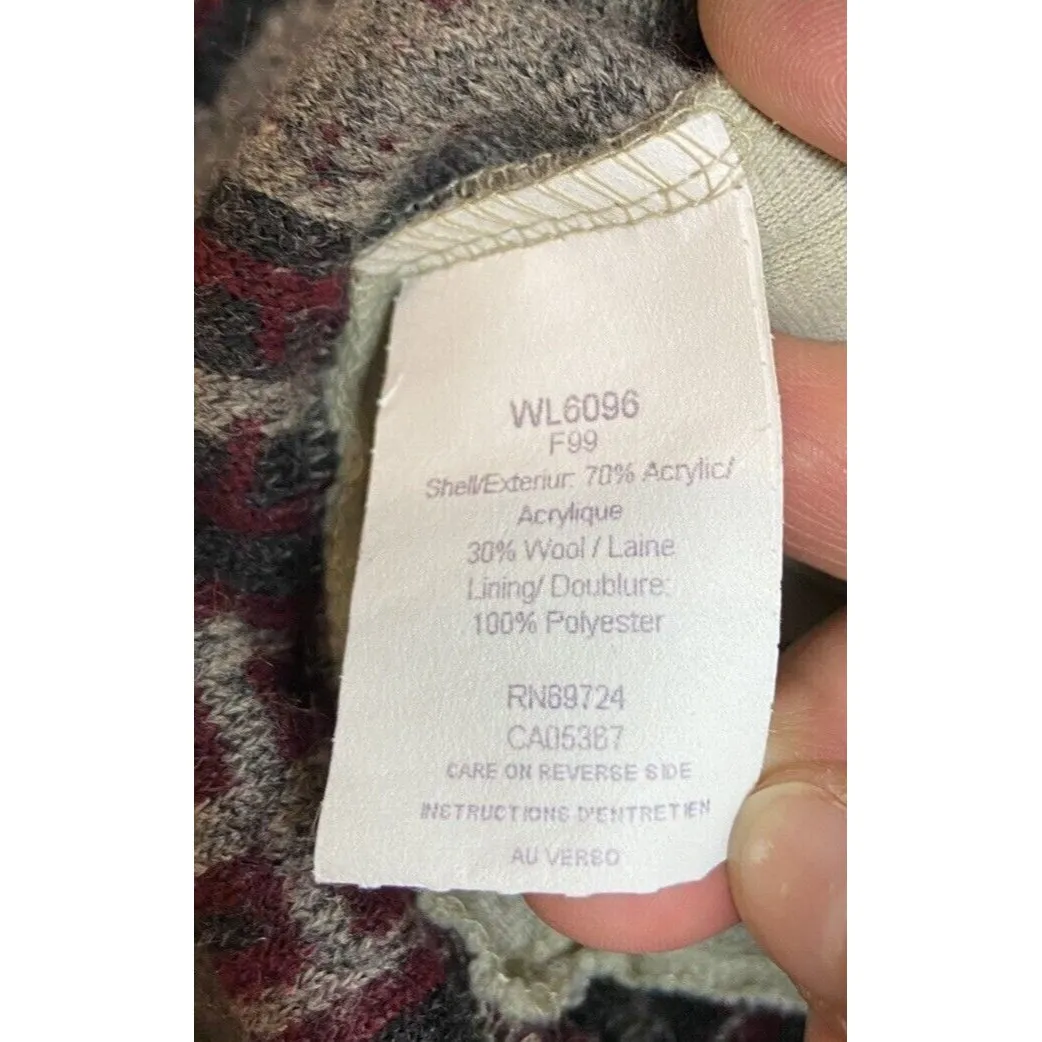 WL6096
F99
Shell/Exteriur: 70% Acrylic/
Acrylique
30% Wool / Laine
Lining/ Doublure:
100% Polyester
RN69724
CA05367
CARE ON REVERSE SIDE
INSTRUCTIONS D'ENTRETIEN
AU VERSO